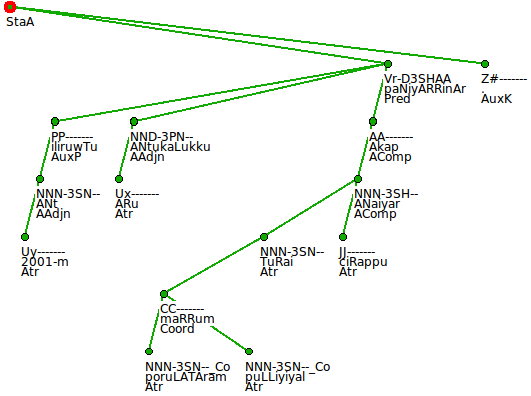 StaA
Vr-D3SHAA
paNiyARRinAr
Pred
Z#-------
.
AuxK
PP-------
iliruwTu
AuxP
NND-3PN--
ANtukaLukku
AAdjn
AA-------
Akap
AComp
NNN-3SN--
ANt
AAdjn
Ux-------
ARu
Atr
NNN-3SH--
ANaiyar
AComp
Uy-------
2001-m
Atr
NNN-3SN--
TuRai
Atr
JJ-------
ciRappu
Atr
CC-------
maRRum
Coord
NNN-3SN--_Co
poruLATAram
Atr
NNN-3SN--_Co
puLLiyiyal
Atr